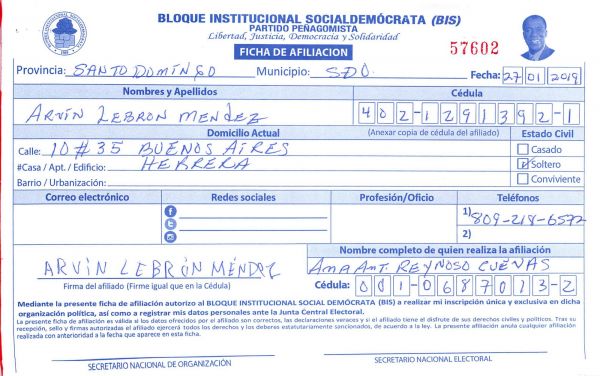 BLOQUE INSTITUCIONAL SOCIALDEMÓCRATA (BIS)
PARTIDO PEÑAGOMISTA
Libertad, Justicia, Democracia y Solidaridad
FICHA DE AFILIACION
57602
Provincia: SANTO DOMINGO Municipio: SDO. Fecha: 27 01 2019
Nombres y Apellidos Cédula
ARVIN LEBRON MENDEZ 402-1291392-1
Domicilio Actual (Anexar copia de cédula del afiliado) Estado Civil
Calle: 10 # 35 BUENOS AIRES Casado
#Casa / Apt. / Edificio: HERRERA Soltero
Barrio / Urbanización: Conviviente
Correo electrónico Redes sociales Profesión/Oficio Teléfonos
1) 809-218-6577
2)
Nombre completo de quien realiza la afiliación
ARVIN LEBRÓN MÉNDEZ Ama Ant. REYNOSO CUEVAS
Firma del afiliado (Firme igual que en la Cédula) Cédula: 001-0687013-2
Mediante la presente ficha de afiliación autorizo al BLOQUE INSTITUCIONAL SOCIAL DEMÓCRATA (BIS) a realizar mi inscripción única y exclusiva en dicha
organización política, así como a registrar mis datos personales ante la Junta Central Electoral.
La presente ficha de afiliación es válida si los datos ofrecidos por el afiliado son correctos, declaraciones veraces y si el afiliado tiene el disfrute de sus derechos civiles y políticos. Tras su
recepción, sello y firmas autorizadas el afiliado ejercerá todos los derechos y los deberes estatutariamente sancionados, de acuerdo a la ley. La presente afiliación anula cualquier afiliación
realizada con anterioridad a la fecha que aparece en esta ficha.
SECRETARIO NACIONAL DE ORGANIZACIÓN SECRETARIO NACIONAL ELECTORAL